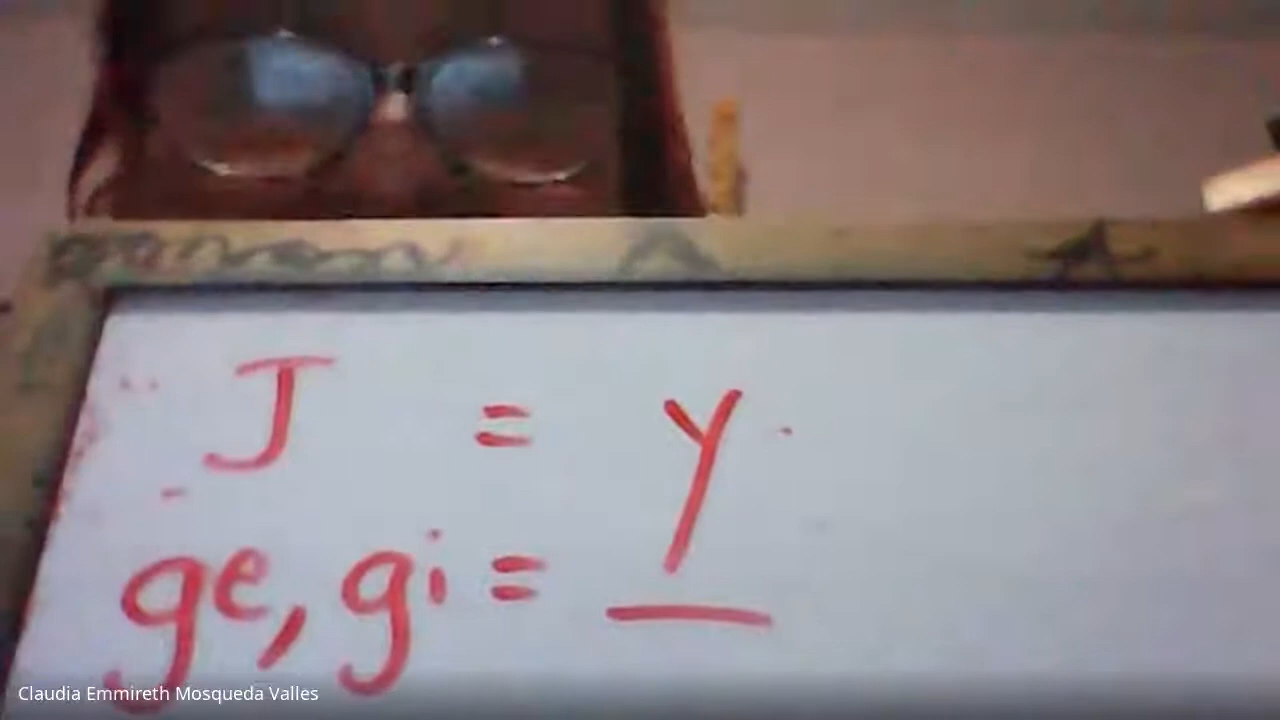 J = y
ge, gi = _
Claudia Emmireth Mosqueda Valles